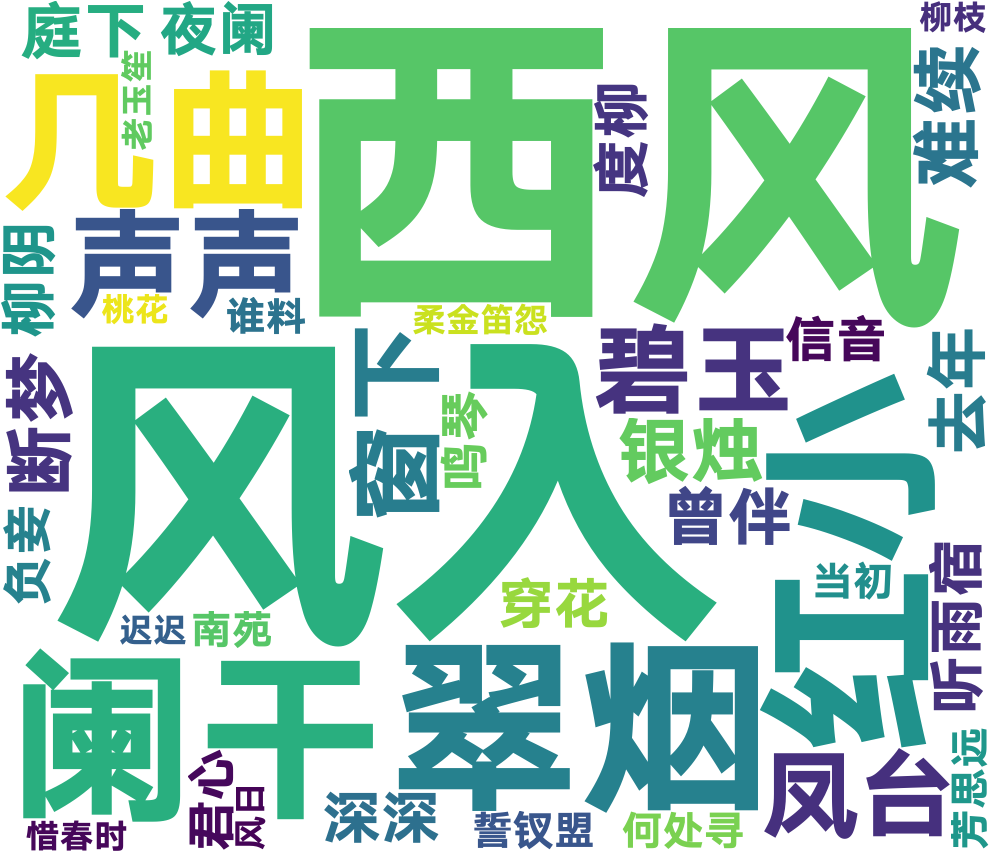 庭下
夜阑
柳枝
几曲
老玉笙
西风
度柳
难续
声声
柳阴
桃花
谁料
柔金笛怨
碧玉
信音
去年
风入
窗下
断梦
鸣琴
银烛
小红
曾伴
负妾
穿花
当初
听雨宿
迟迟
南苑
阑干
翠烟
凤台
芳思远
君心
风日
深深
惜春时
誓钗盟
何处寻